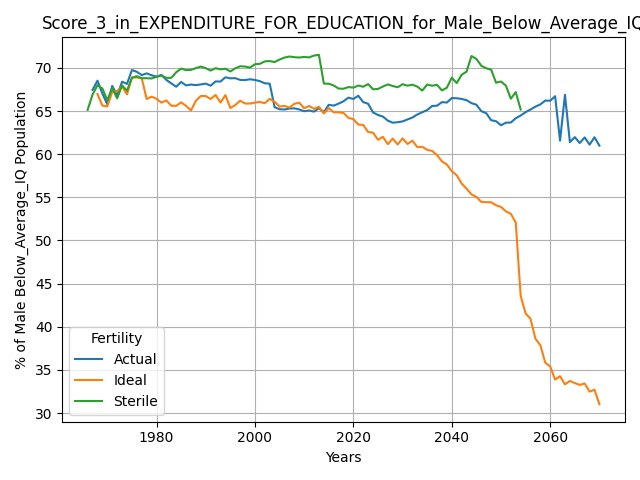 Score_3_in_EXPENDITURE_FOR_EDUCATION_for_Male_Below_Average_IQ
% of Male Below_Average_IQ Population
70
65
60
55
50
45
40
35
30
Fertility
Actual
Ideal
Sterile
1980 2000 2020 2040 2060
Years